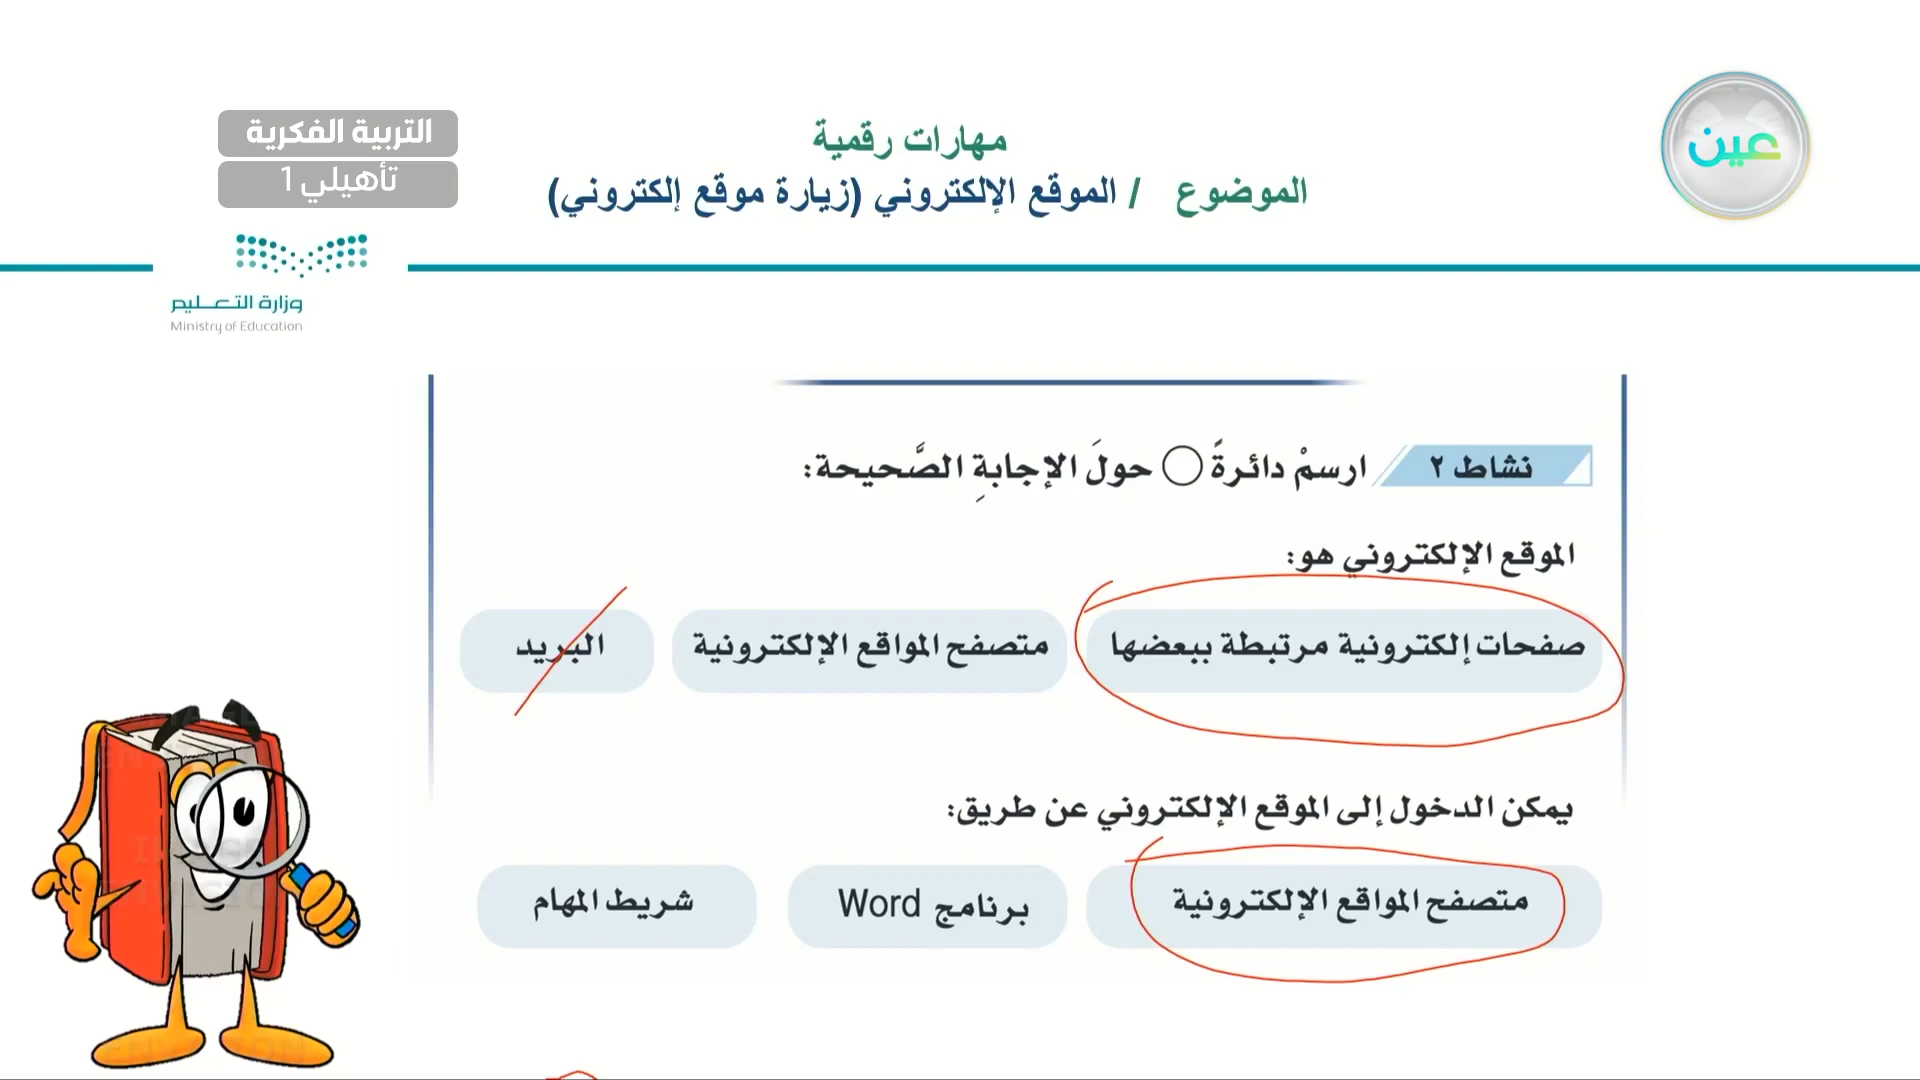 عين
مهارات رقمية
الموضوع / الموقع الإلكتروني (زيارة موقع إلكتروني)
التربية الفكرية
تأهيلي 1
وزارة التعليم
Ministry of Education
نشاط ٢ ارسمْ دائرةً حولَ الإجابةِ الصَّحيحة:
الموقع الإلكتروني هو:
صفحات إلكترونية مرتبطة ببعضها متصفح المواقع الإلكترونية البريد
يمكن الدخول إلى الموقع الإلكتروني عن طريق:
متصفح المواقع الإلكترونية برنامج Word شريط المهام